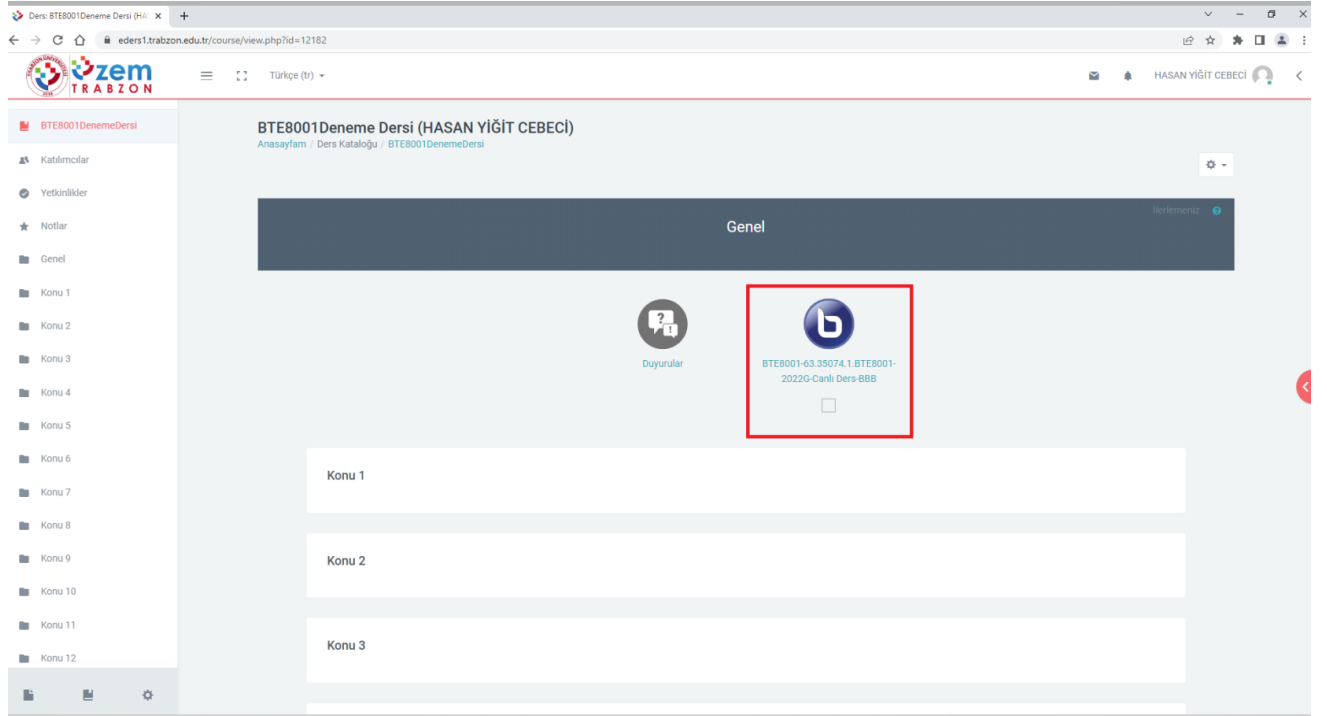 Ders: BTE8001Deneme Dersi (HA
eders1.trabzon.edu.tr/course/view.php?id=12182
üzem
TRABZON
Türkçe (tr)
HASAN YİĞİT CEBECİ
BTE8001DenemeDersi
Katılımcılar
Yetkinlikler
Notlar
Genel
Konu 1
Konu 2
Konu 3
Konu 4
Konu 5
Konu 6
Konu 7
Konu 8
Konu 9
Konu 10
Konu 11
Konu 12
BTE8001Deneme Dersi (HASAN YİĞİT CEBECİ)
Anasayfam / Ders Kataloğu / BTE8001DenemeDersi
İlerlemeniz
Genel
Duyurular
BTE8001-63.35074.1.BTE8001-
2022G-Canlı Ders-BBB
Konu 1
Konu 2
Konu 3